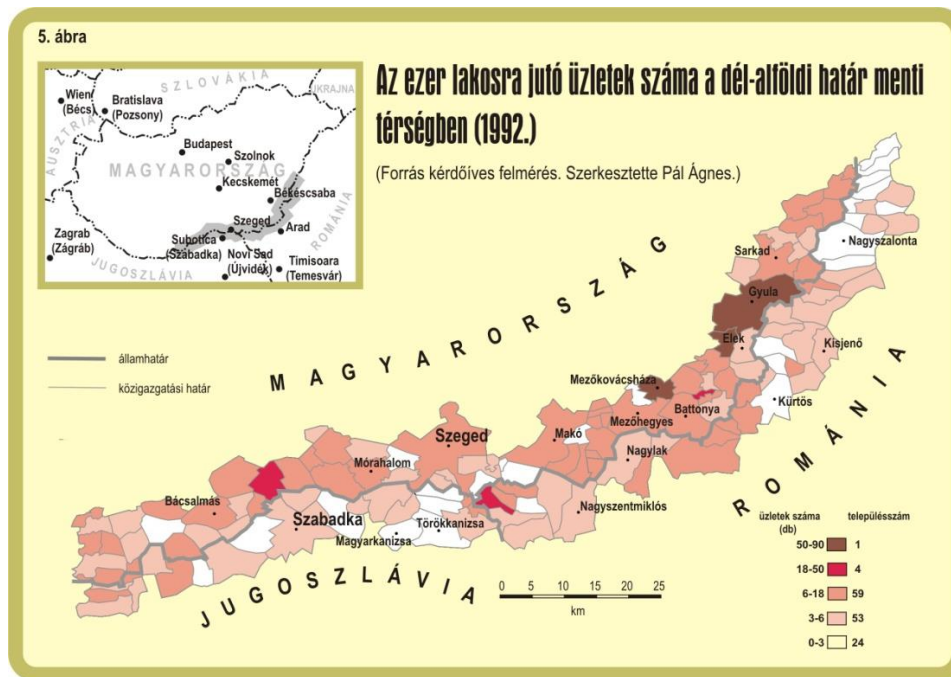 5. ábra
Az ezer lakosra jutó üzletek száma a dél-alföldi határ menti
térségben (1992.)
(Forrás kérdőíves felmérés. Szerkesztette Pál Ágnes.)
SZLOVÁKIA
UKRAJNA
Wien
(Bécs)
Bratislava
(Pozsony)
AUSZTRIA
Budapest
MAGYARORSZÁG
Szolnok
Kecskemét
Békéscsaba
Szeged
Arad
ROMÁNIA
Zagrab
(Zágráb)
Subotica
(Szabadka)
Novi Sad
(Újvidék)
Timisoara
(Temesvár)
JUGOSZLÁVIA
államhatár
közigazgatási határ
MAGYARORSZÁG
Nagyszalonta
Sarkad
Gyula
Elek
Kisjenő
Mezőkovácsháza
Kürtös
Mezőhegyes
Battonya
Makó
Szeged
Nagylak
Mórahalom
Bácsalmás
Nagyszentmiklós
Szabadka
Törökkanizsa
Magyarkanizsa
ROMÁNIA
JUGOSZLÁVIA
0 5 10 15 20 25
km
üzletek száma
(db)
településszám
50-90 1
18-50 4
6-18 59
3-6 53
0-3 24